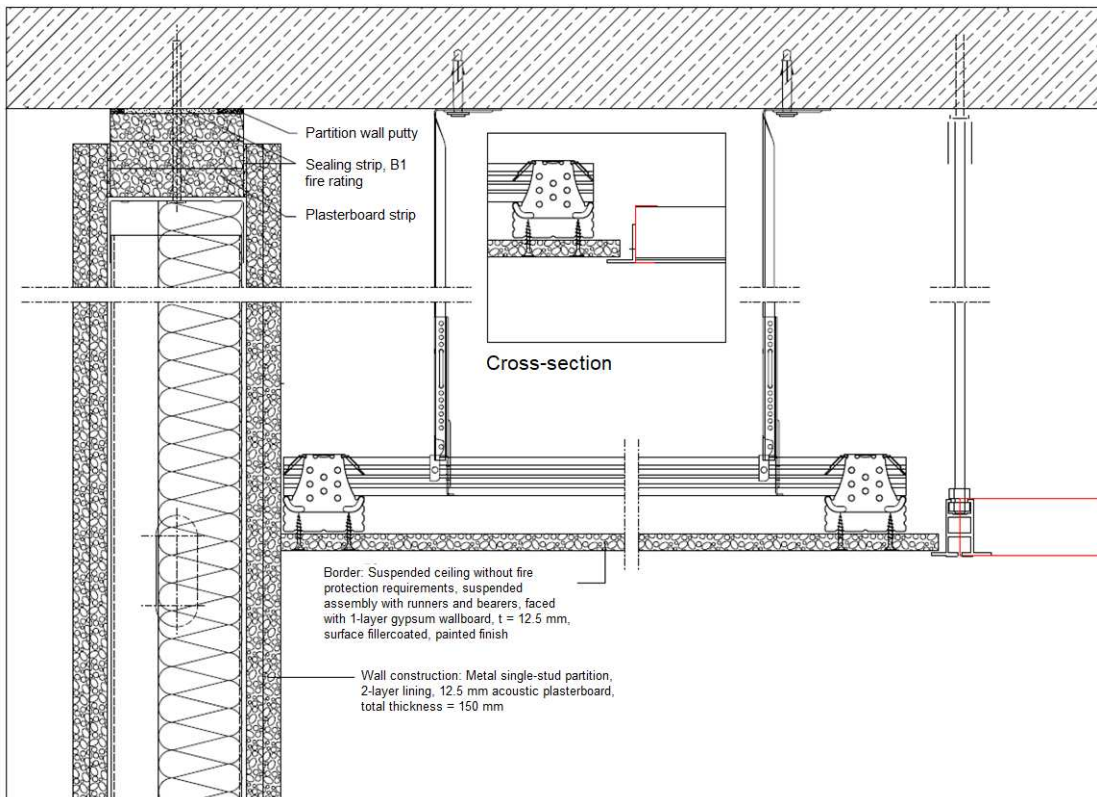 Partition wall putty
Sealing strip, B1
fire rating
Plasterboard strip
Cross-section
Border: Suspended ceiling without fire
protection requirements, suspended
assembly with runners and bearers, faced
with 1-layer gypsum wallboard, t = 12.5 mm,
surface fillercoated, painted finish
Wall construction: Metal single-stud partition,
2-layer lining, 12.5 mm acoustic plasterboard,
total thickness = 150 mm